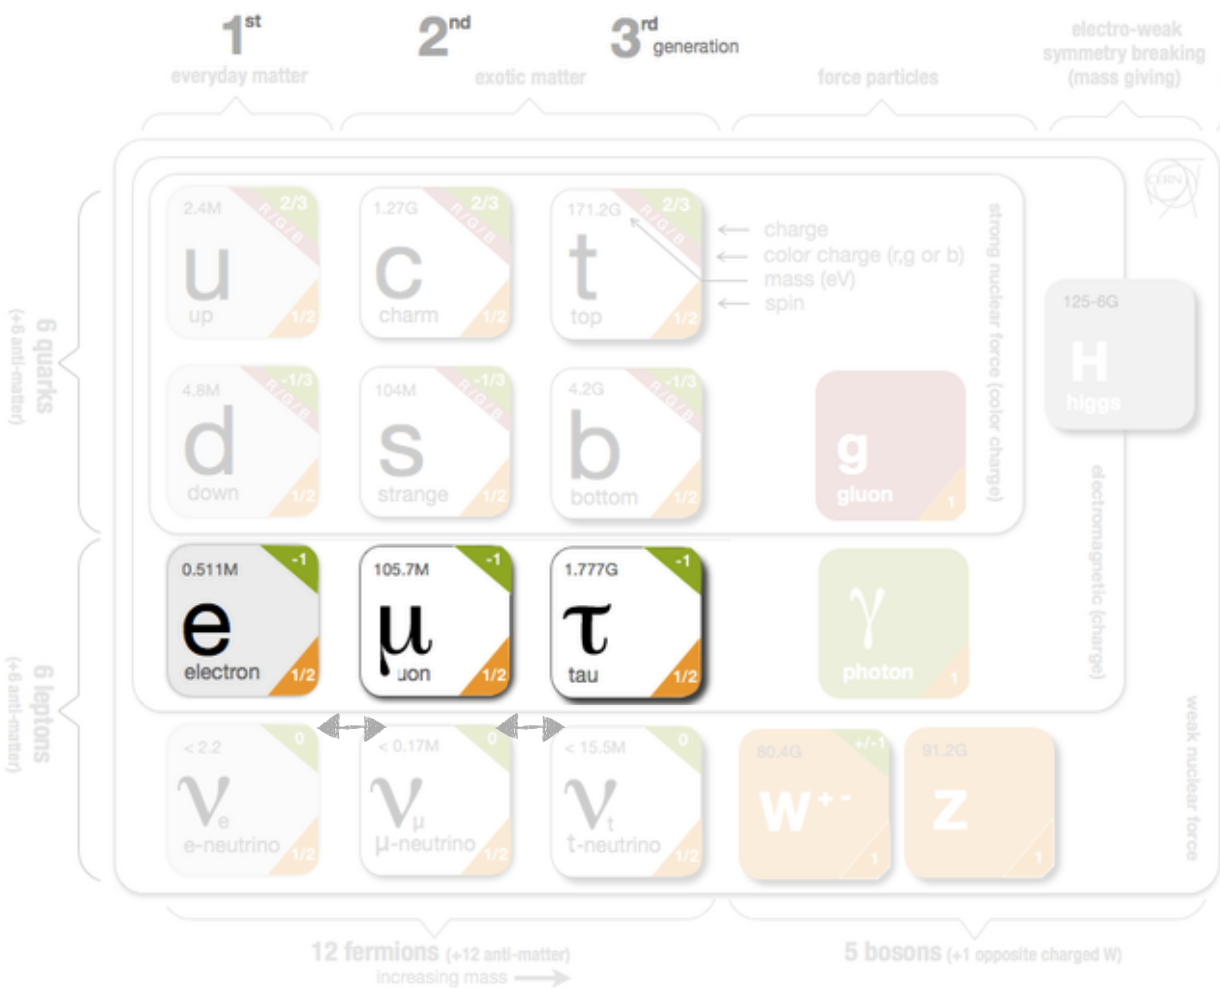 1st
2nd
3rd generation
everyday matter
exotic matter
force particles
electro-weak
symmetry breaking
(mass giving)
CERN
6 quarks
(+6 anti-matter)
2.4M
2/3
R/G/B
u
up
1/2
1.27G
2/3
R/G/B
c
charm
1/2
171.2G
2/3
R/G/B
t
top
1/2
charge
color charge (r,g or b)
mass (eV)
spin
strong nuclear force (color charge)
125-6G
H
higgs
4.8M
-1/3
R/G/B
d
down
1/2
104M
-1/3
R/G/B
s
strange
1/2
4.2G
-1/3
R/G/B
b
bottom
1/2
g
gluon
1
electromagnetic (charge)
6 leptons
(+6 anti-matter)
0.511M
-1
e
electron
1/2
105.7M
-1
μ
uon
1/2
1.777G
-1
τ
tau
1/2
γ
photon
1
weak nuclear force
< 2.2
0
νe
e-neutrino
1/2
< 0.17M
0
νμ
μ-neutrino
1/2
< 15.5M
0
νt
t-neutrino
1/2
80.4G
+/-1
W+-
1
91.2G
Z
1
12 fermions (+12 anti-matter)
increasing mass
5 bosons (+1 opposite charged W)